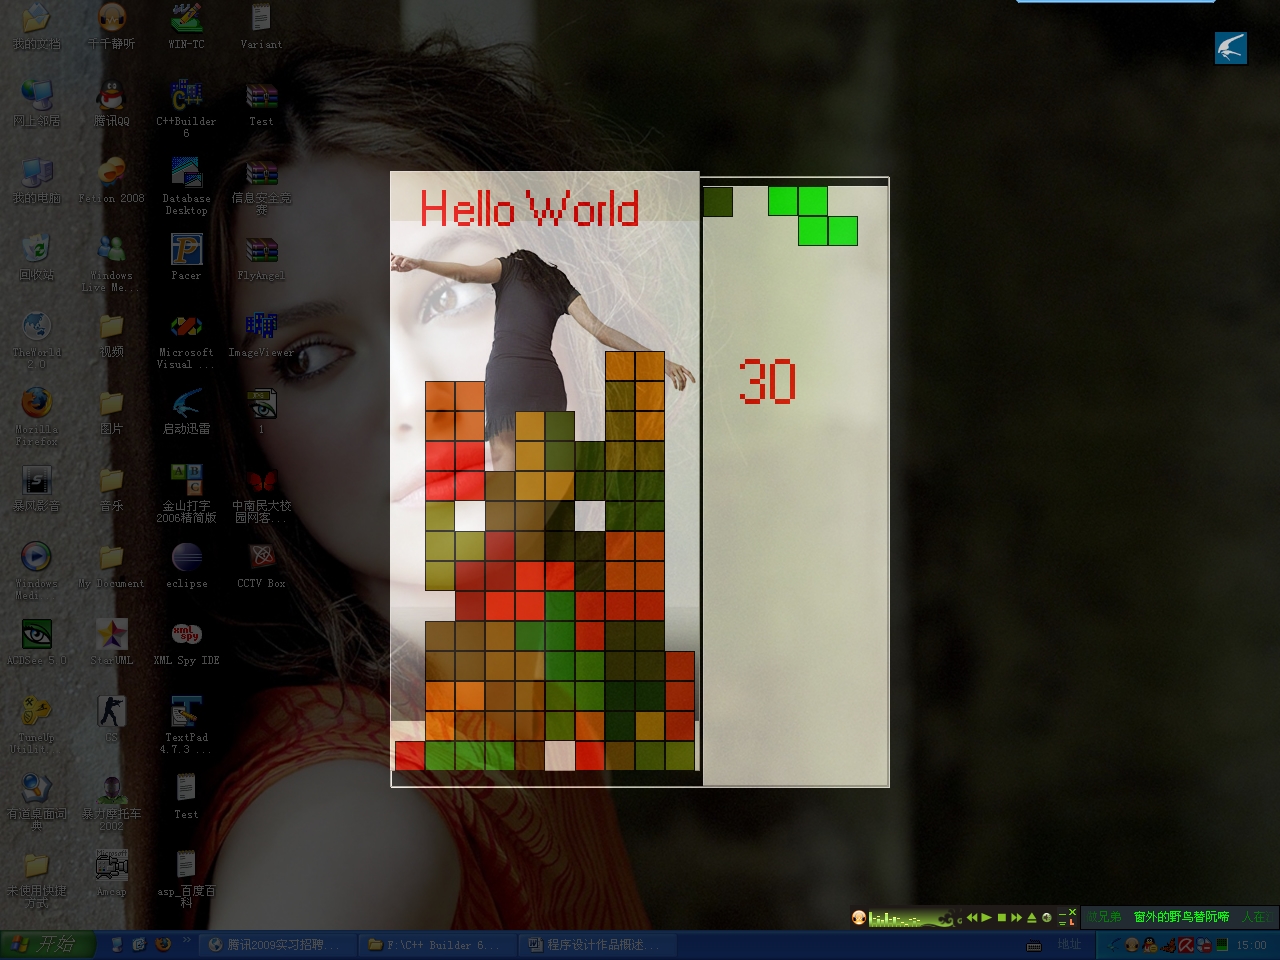 我的文档
千千静听
WIN-TC
Variant
网上邻居
腾讯QQ
C++Builder
6
Test
我的电脑
Fetion 2008
Database
Desktop
信息安全竞
赛
回收站
Windows
Live Me...
Pacer
FlyAngel
TheWorld
2.0
视频
Microsoft
Visual ...
ImageViewer
Mozilla
Firefox
图片
启动迅雷
1
暴风影音
音乐
金山打字
2006精简版
中南民大校
园网客...
Windows
Medi...
My Document
eclipse
CCTV Box
ACDSee 5.0
StarUML
XML Spy IDE
TuneUp
Utilit...
CS
TextPad
4.7.3 ...
有道桌面词
典
暴力摩托车
2002
Test
未使用快捷
方式
Amcap
asp_百度百
科
Hello World
30
窗外的野鸟替阮啼
人在
开始
腾讯2009实习招聘...
F:\C++ Builder 6...
程序设计作品概述...
地址
15:00